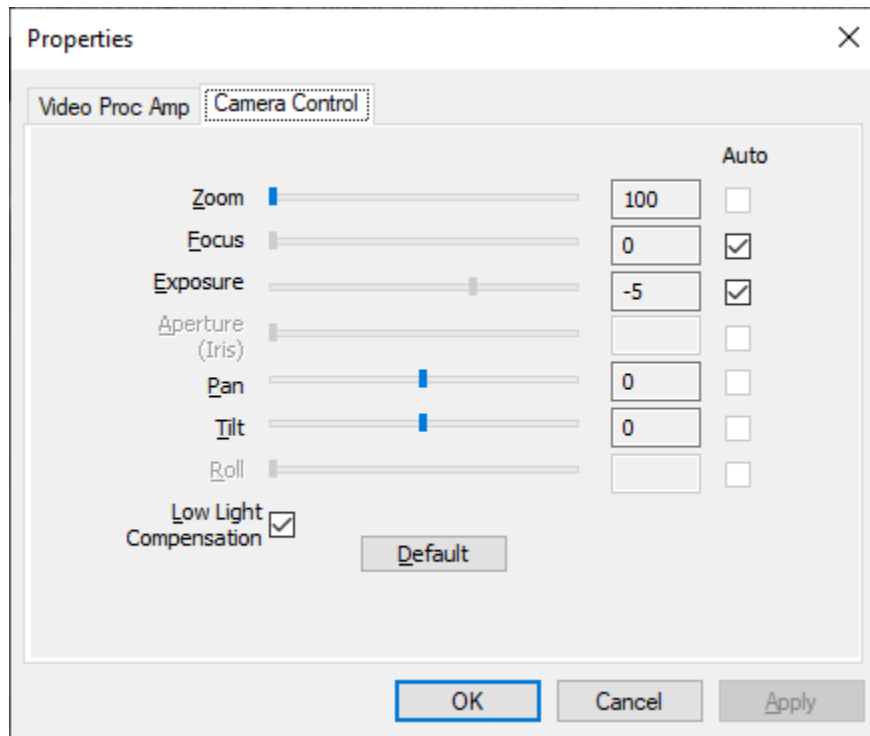 Properties
Video Proc Amp
Camera Control
Auto
Zoom 100
Focus 0
Exposure -5
Aperture
(Iris)
Pan 0
Tilt 0
Roll
Low Light
Compensation
Default
OK
Cancel
Apply